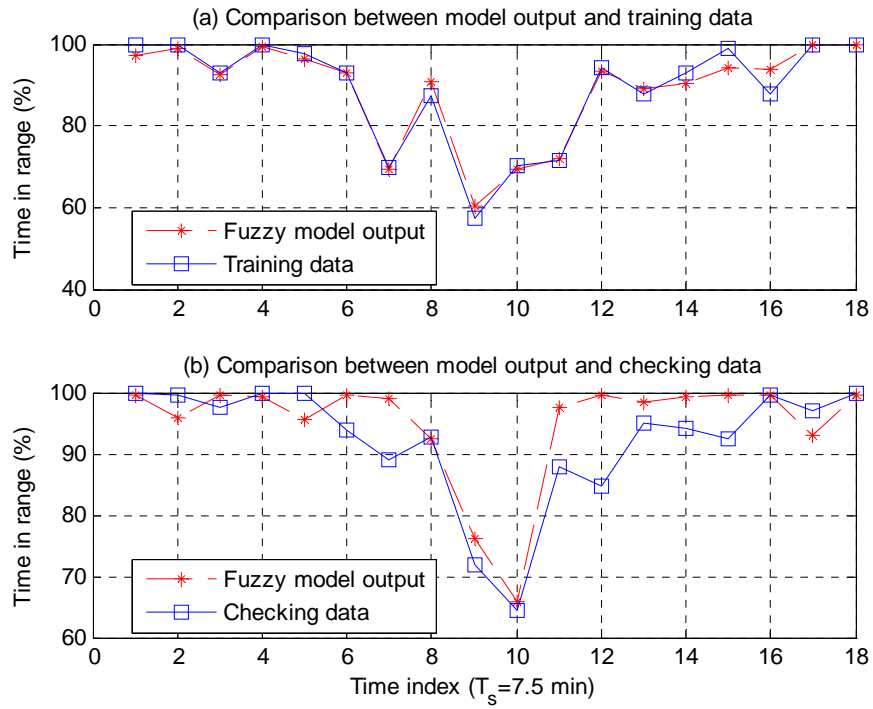 (a) Comparison between model output and training data
Time in range (%)
100
80
60
40
Fuzzy model output
Training data
0 2 4 6 8 10 12 14 16 18
(b) Comparison between model output and checking data
Time in range (%)
100
90
80
70
60
Fuzzy model output
Checking data
0 2 4 6 8 10 12 14 16 18
Time index (T_s=7.5 min)